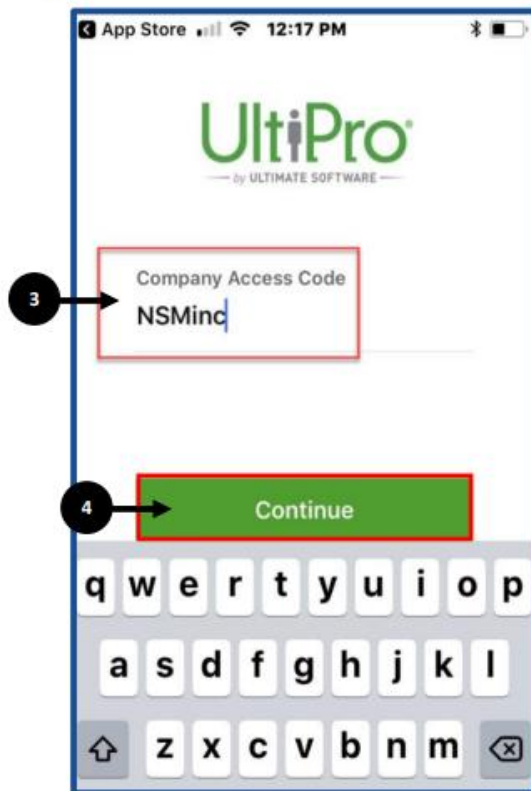 App Store 12:17 PM
UltiPro®
by ULTIMATE SOFTWARE
3
Company Access Code
NSMinc
4
Continue
q w e r t y u i o p
a s d f g h j k l
z x c v b n m